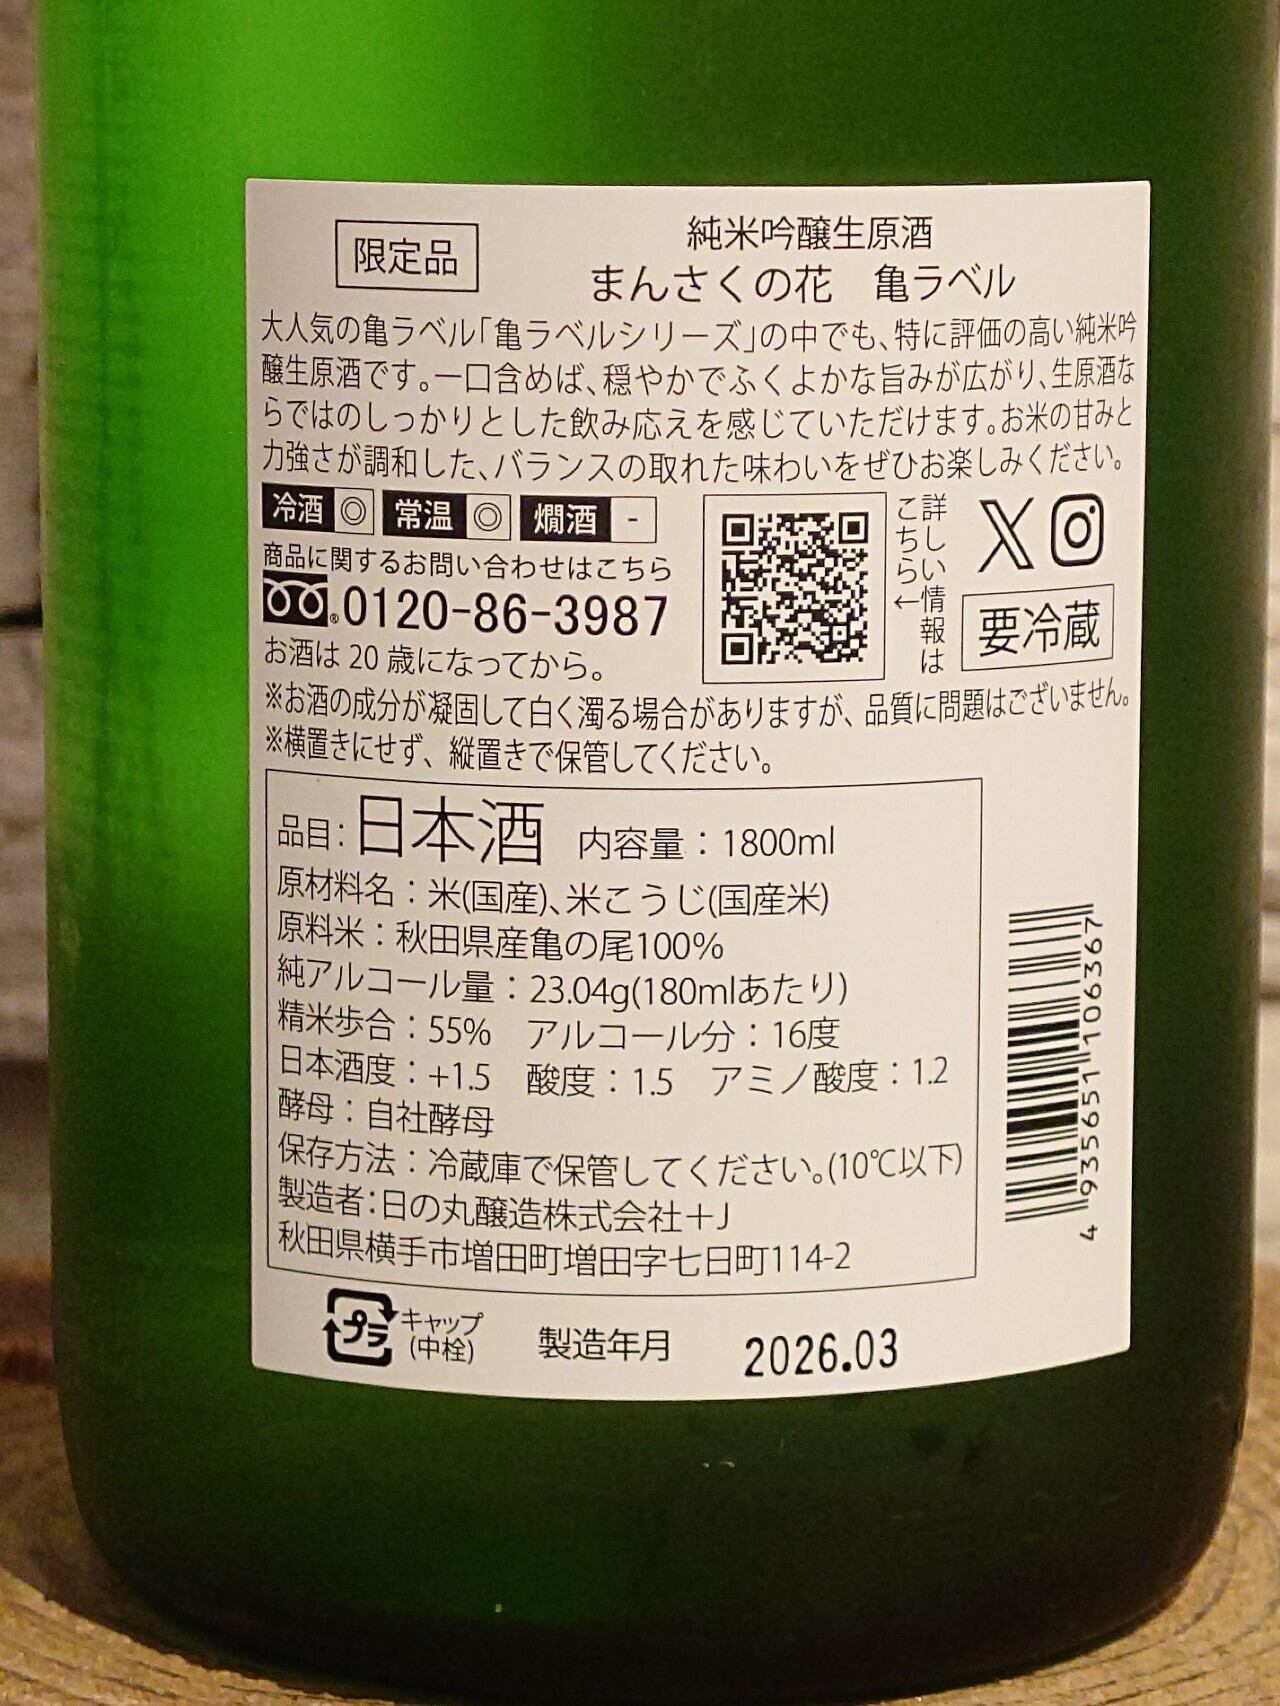 限定品
純米吟醸生原酒
まんさくの花 亀ラベル
大人気の亀ラベル「亀ラベルシリーズ」の中でも、特に評価の高い純米吟
醸生原酒です。一口含めば、穏やかでふくよかな旨みが広がり、生原酒な
らではのしっかりとした飲み応えを感じていただけます。お米の甘みと
力強さが調和した、バランスの取れた味わいをぜひお楽しみください。
冷酒 ◎ 常温 ◎ 燗酒 -
商品に関するお問い合わせはこちら
0120-86-3987
お酒は20歳になってから。
詳しい情報は
こちら←
要冷蔵
※お酒の成分が凝固して白く濁る場合がありますが、品質に問題はございません。
※横置きにせず、縦置きで保管してください。
品目：日本酒 内容量：1800ml
原材料名：米(国産)、米こうじ(国産米)
原料米：秋田県産亀の尾100%
純アルコール量：23.04g(180mlあたり)
精米歩合：55% アルコール分：16度
日本酒度：+1.5 酸度：1.5 アミノ酸度：1.2
酵母：自社酵母
保存方法：冷蔵庫で保管してください。(10℃以下)
製造者：日の丸醸造株式会社＋J
秋田県横手市増田町増田字七日町114-2
4 935651 106367
プラ
キャップ
(中栓)
製造年月 2026.03